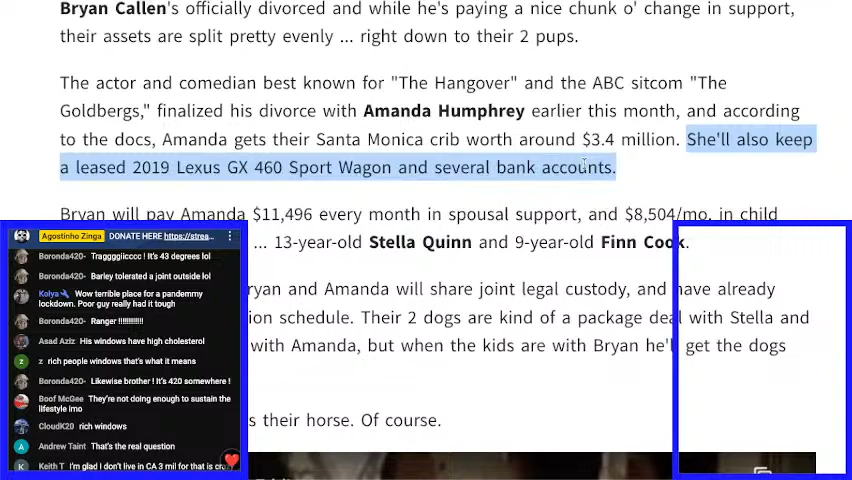 Bryan Callen's officially divorced and while he's paying a nice chunk o' change in support,
their assets are split pretty evenly ... right down to their 2 pups.
The actor and comedian best known for "The Hangover" and the ABC sitcom "The
Goldbergs," finalized his divorce with Amanda Humphrey earlier this month, and according
to the docs, Amanda gets their Santa Monica crib worth around $3.4 million. She'll also keep
a leased 2019 Lexus GX 460 Sport Wagon and several bank accounts.
Bryan will pay Amanda $11,496 every month in spousal support, and $8,504/mo. in child
... 13-year-old Stella Quinn and 9-year-old Finn Cook.
ryan and Amanda will share joint legal custody, and have already
ion schedule. Their 2 dogs are kind of a package deal with Stella and
with Amanda, but when the kids are with Bryan he'll get the dogs
s their horse. Of course.
Agostinho Zinga DONATE HERE https://strea...
Boronda420- Traggggiiccc ! It's 43 degrees lol
Boronda420- Barley tolerated a joint outside lol
Kolya Wow terrible place for a pandemmy
lockdown. Poor guy really had it tough
Boronda420- Ranger !!!!!!!!!!!!
Asad Aziz His windows have high cholesterol
z rich people windows that's what it means
Boronda420- Likewise brother ! It's 420 somewhere !
Boof McGee They're not doing enough to sustain the
lifestyle imo
CloudK20 rich windows
Andrew Taint That's the real question
Keith T I'm glad I don't live in CA 3 mil for that is